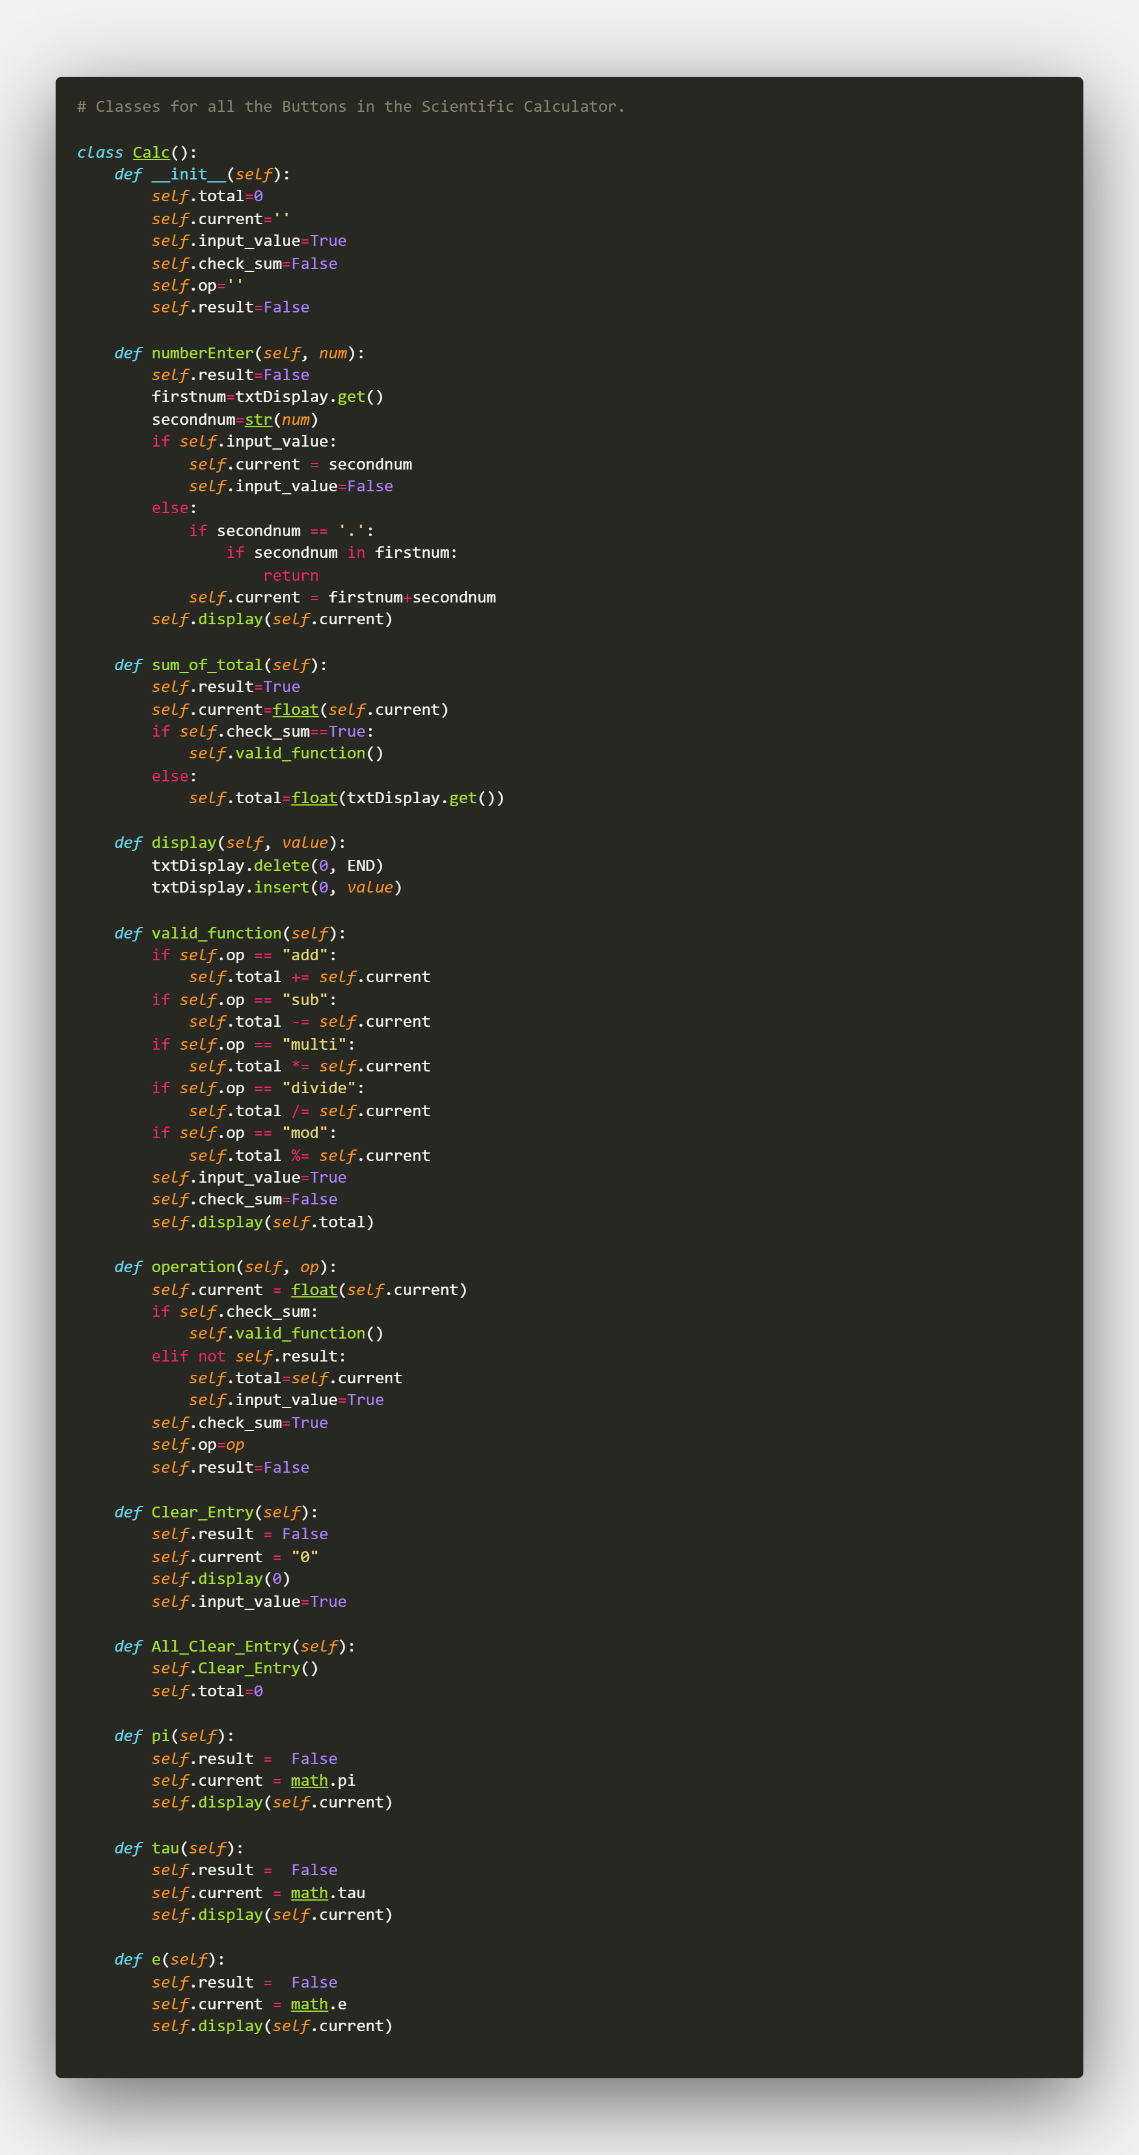 # Classes for all the Buttons in the Scientific Calculator.

class Calc():
    def __init__(self):
        self.total=0
        self.current=''
        self.input_value=True
        self.check_sum=False
        self.op=''
        self.result=False

    def numberEnter(self, num):
        self.result=False
        firstnum=txtDisplay.get()
        secondnum=str(num)
        if self.input_value:
            self.current = secondnum
            self.input_value=False
        else:
            if secondnum == '.':
                if secondnum in firstnum:
                    return
            self.current = firstnum+secondnum
        self.display(self.current)

    def sum_of_total(self):
        self.result=True
        self.current=float(self.current)
        if self.check_sum==True:
            self.valid_function()
        else:
            self.total=float(txtDisplay.get())

    def display(self, value):
        txtDisplay.delete(0, END)
        txtDisplay.insert(0, value)

    def valid_function(self):
        if self.op == "add":
            self.total += self.current
        if self.op == "sub":
            self.total -= self.current
        if self.op == "multi":
            self.total *= self.current
        if self.op == "divide":
            self.total /= self.current
        if self.op == "mod":
            self.total %= self.current
        self.input_value=True
        self.check_sum=False
        self.display(self.total)

    def operation(self, op):
        self.current = float(self.current)
        if self.check_sum:
            self.valid_function()
        elif not self.result:
            self.total=self.current
            self.input_value=True
        self.check_sum=True
        self.op=op
        self.result=False

    def Clear_Entry(self):
        self.result = False
        self.current = "0"
        self.display(0)
        self.input_value=True

    def All_Clear_Entry(self):
        self.Clear_Entry()
        self.total=0

    def pi(self):
        self.result =  False
        self.current = math.pi
        self.display(self.current)

    def tau(self):
        self.result =  False
        self.current = math.tau
        self.display(self.current)

    def e(self):
        self.result =  False
        self.current = math.e
        self.display(self.current)